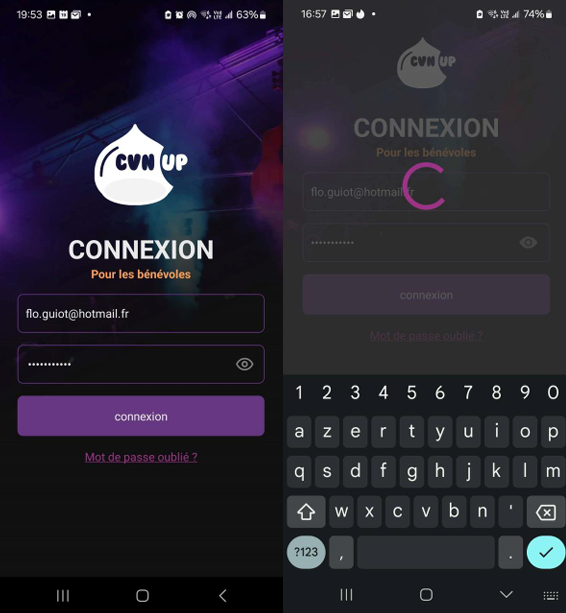 19:53
63%
CVN UP
CONNEXION
Pour les bénévoles
flo.guiot@hotmail.fr
connexion
Mot de passe oublié ?
16:57
74%
CVN UP
CONNEXION
Pour les bénévoles
flo.guiot@hotmail.fr
connexion
Mot de passe oublié ?
1 2 3 4 5 6 7 8 9 0
a z e r t y u i o p
q s d f g h j k l m
w x c v b n '
?123 , .